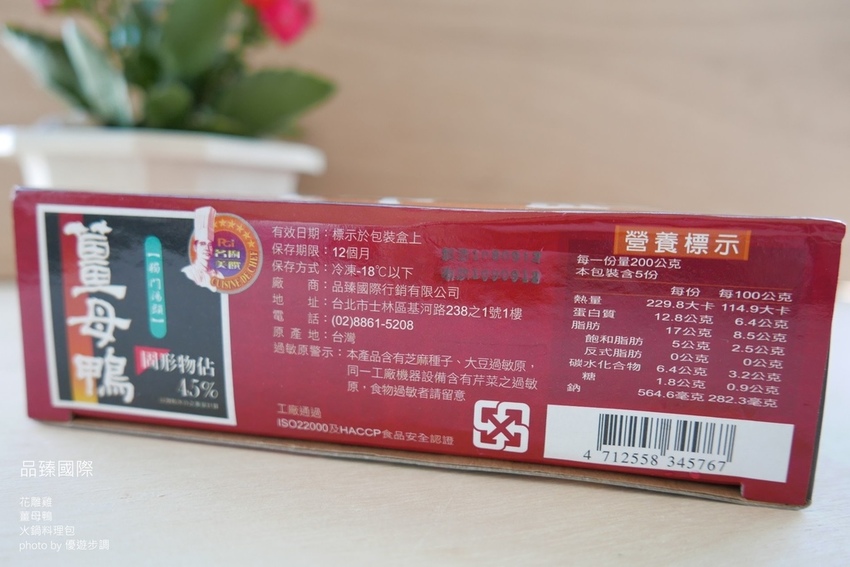 薑母鴨
【獨門湯頭】
固形物佔
45%
名廚
美饌
CUISINE DE CHEF
有效日期：標示於包裝盒上
保存期限：12個月
保存方式：冷凍-18℃以下
廠　　商：品臻國際行銷有限公司
地　　址：台北市士林區基河路238之1號1樓
電　　話：(02)8861-5208
原 產 地：台灣
過敏原警示：本產品含有芝麻種子、大豆過敏原，
同一工廠機器設備含有芹菜之過敏
原，食物過敏者請留意
工廠通過
ISO22000及HACCP食品安全認證
營養標示
每一份量200公克
本包裝含5份
每份 每100公克
熱量 229.8大卡 114.9大卡
蛋白質 12.8公克 6.4公克
脂肪 17公克 8.5公克
飽和脂肪 5公克 2.5公克
反式脂肪 0公克 0公克
碳水化合物 6.4公克 3.2公克
糖 1.8公克 0.9公克
鈉 564.6毫克 282.3毫克
4 712558 345767
品臻國際
花雕雞
薑母鴨
火鍋料理包
photo by 優遊步調